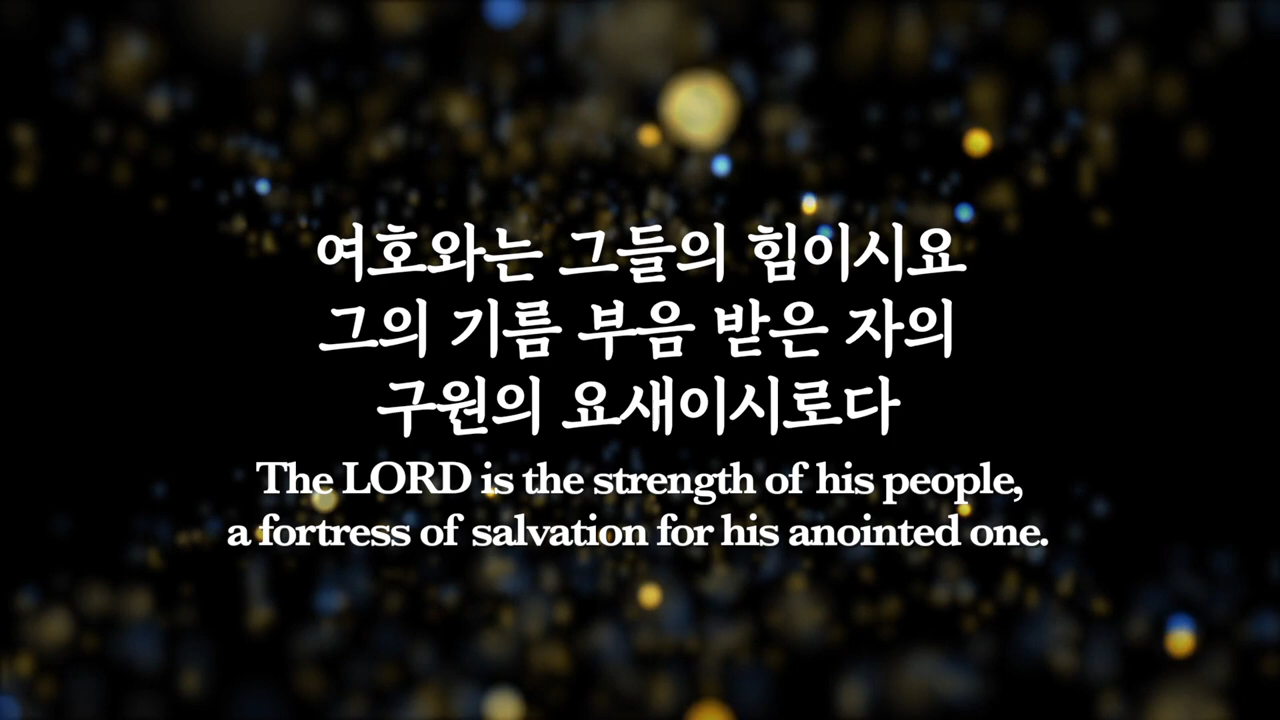 여호와는 그들의 힘이시요
그의 기름 부음 받은 자의
구원의 요새이시로다
The LORD is the strength of his people,
a fortress of salvation for his anointed one.